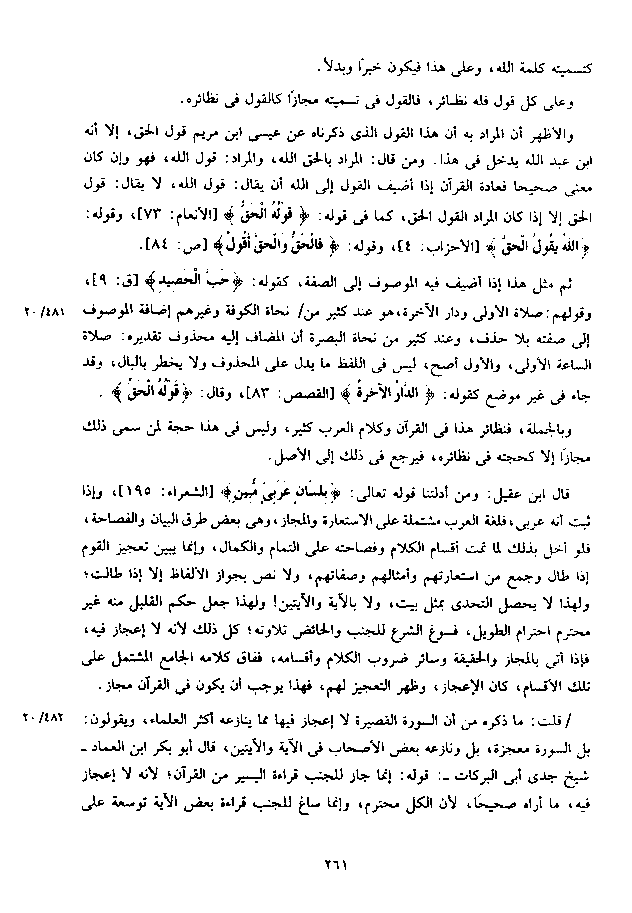 كتسميته كلمة الله، وعلى هذا فيكون خبرًا وبدلاً.
وعلى كل قول فله نظائر، فالقول فى تسميته مجازًا كالقول فى نظائره.
والأظهر أن المراد به أن هذا القول الذى ذكرناه عن عيسى ابن مريم قول الحق، إلا أنه
ابن عبد الله يدخل فى هذا. ومن قال: المراد بالحق الله، والمراد: قول الله، فهو وإن كان
معنى صحيحا فعادة القرآن إذا أضيف القول إلى الله أن يقال: قول الله، لا يقال: قول
الحق إلا إذا كان المراد القول الحق، كما فى قوله: ﴿ قَوْلُهُ الْحَقُّ ﴾ [الأنعام: ٧٣]، وقوله:
﴿اللَّهُ يَقُولُ الْحَقَّ ﴾ [الأحزاب: ٤]، وقوله: ﴿ فَالْحَقُّ وَالْحَقَّ أَقُولُ ﴾ [ص: ٨٤].
ثم مثل هذا إذا أضيف فيه الموصوف إلى الصفة، كقوله: ﴿حَبَّ الْحَصِيدِ﴾ [ق: ٩]،
وقولهم: صلاة الأولى ودار الآخرة، هو عند كثير من/ نحاة الكوفة وغيرهم إضافة الموصوف ٢٠/٤٨١
إلى صفته بلا حذف، وعند كثير من نحاة البصرة أن المضاف إليه محذوف تقديره: صلاة
الساعة الأولى، والأول أصح، ليس فى اللفظ ما يدل على المحذوف ولا يخطر بالبال، وقد
جاء فى غير موضع كقوله: ﴿ الدَّارُ الآخِرَةُ ﴾ [القصص: ٨٣]، وقال: ﴿قَوْلُهُ الْحَقُّ ﴾ .
وبالجملة، فنظائر هذا فى القرآن وكلام العرب كثير، وليس فى هذا حجة لمن سمى ذلك
مجازًا إلا كحجته فى نظائره، فيرجع فى ذلك إلى الأصل.
قال ابن عقيل: ومن أدلتنا قوله تعالى: ﴿بِلِسَانٍ عَرَبِيٍّ مُّبِينٍ﴾ [الشعراء: ١٩٥]، وإذا
ثبت أنه عربى، فلغة العرب مشتملة على الاستعارة والمجاز، وهى بعض طرق البيان والفصاحة،
فلو أخل بذلك لما تمت أقسام الكلام وفصاحته على التمام والكمال، وإنما يبين تعجيز القوم
إذا طال وجمع من استعارتهم وأمثالهم وصفاتهم، ولا نص بجواز الألفاظ إلا إذا طالت؛
ولهذا لا يحصل التحدى بمثل بيت، ولا بالآية والآيتين! ولهذا جعل حكم القليل منه غير
محترم احترام الطويل، فسوغ الشرع للجنب والحائض تلاوته؛ كل ذلك لأنه لا إعجاز فيه،
فإذا أتى بالمجاز والحقيقة وسائر ضروب الكلام وأقسامه، ففاق كلامه الجامع المشتمل على
تلك الأقسام، كان الإعجاز، وظهر التعجيز لهم، فهذا يوجب أن يكون فى القرآن مجاز.
/ قلت: ما ذكره من أن السورة القصيرة لا إعجاز فيها مما ينازعه أكثر العلماء، ويقولون: ٢٠/٤٨٢
بل السورة معجزة، بل ونازعه بعض الأصحاب فى الآية والآيتين، قال أبو بكر ابن العماد ـ
شيخ جدى أبى البركات ـ: قوله: إنما جاز للجنب قراءة اليسير من القرآن؛ لأنه لا إعجاز
فيه، ما أراه صحيحًا، لأن الكل محترم، وإنما ساغ للجنب قراءة بعض الآية توسعة على
٢٦١